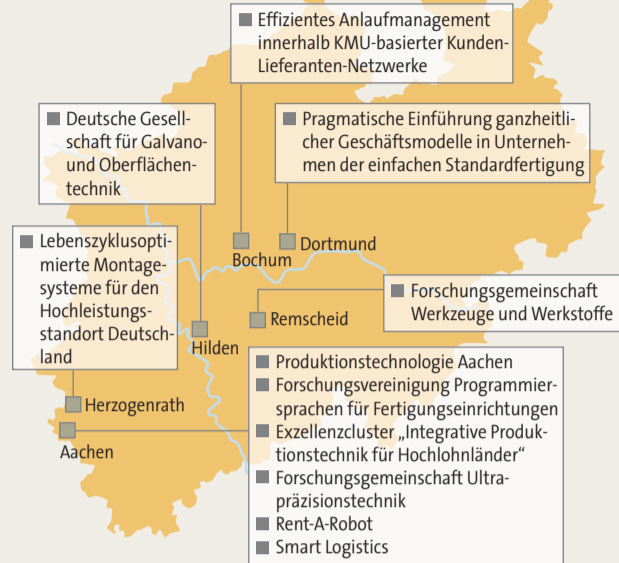 Effizientes Anlaufmanagement
innerhalb KMU-basierter Kunden-
Lieferanten-Netzwerke
Deutsche Gesell-
schaft für Galvano-
und Oberflächen-
technik
Pragmatische Einführung ganzheitli-
cher Geschäftsmodelle in Unterneh-
men der einfachen Standardfertigung
Lebenszyklusopti-
mierte Montage-
systeme für den
Hochleistungs-
standort Deutsch-
land
Bochum
Dortmund
Forschungsgemeinschaft
Werkzeuge und Werkstoffe
Remscheid
Hilden
Herzogenrath
Aachen
Produktionstechnologie Aachen
Forschungsvereinigung Programmier-
sprachen für Fertigungseinrichtungen
Exzellenzcluster „Integrative Produk-
tionstechnik für Hochlohnländer“
Forschungsgemeinschaft Ultra-
präzisionstechnik
Rent-A-Robot
Smart Logistics